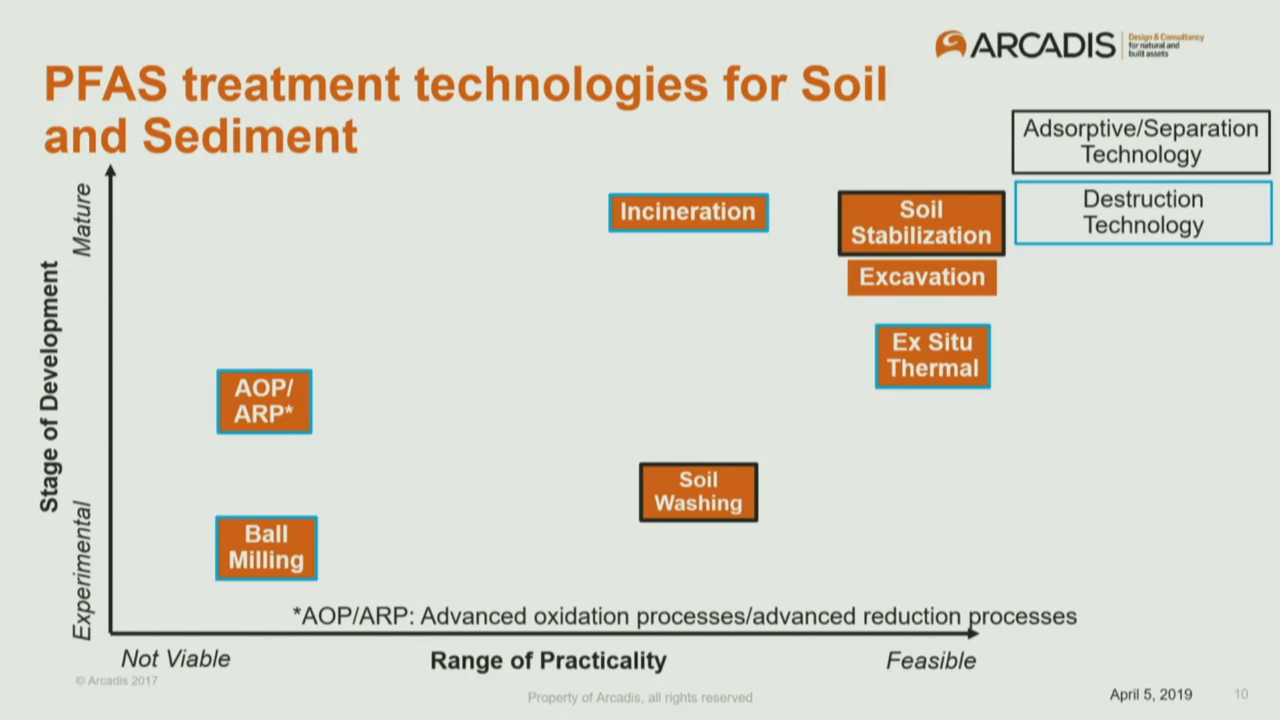 ARCADIS
Design & Consultancy
for natural and
built assets
PFAS treatment technologies for Soil
and Sediment
Adsorptive/Separation
Technology
Destruction
Technology
Mature
Stage of Development
Experimental
Incineration
Soil
Stabilization
Excavation
Ex Situ
Thermal
AOP/
ARP*
Soil
Washing
Ball
Milling
*AOP/ARP: Advanced oxidation processes/advanced reduction processes
Not Viable
Range of Practicality
Feasible
© Arcadis 2017
Property of Arcadis, all rights reserved
April 5, 2019
10